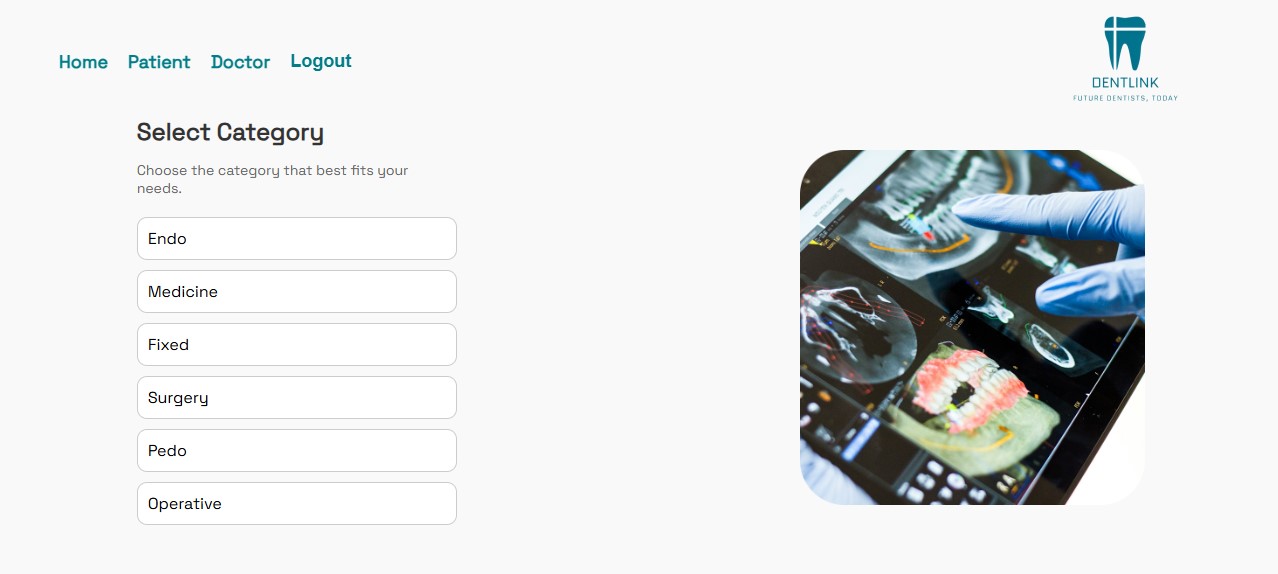 Home Patient Doctor Logout
DENTLINK
FUTURE DENTISTS, TODAY
Select Category
Choose the category that best fits your
needs.
Endo
Medicine
Fixed
Surgery
Pedo
Operative